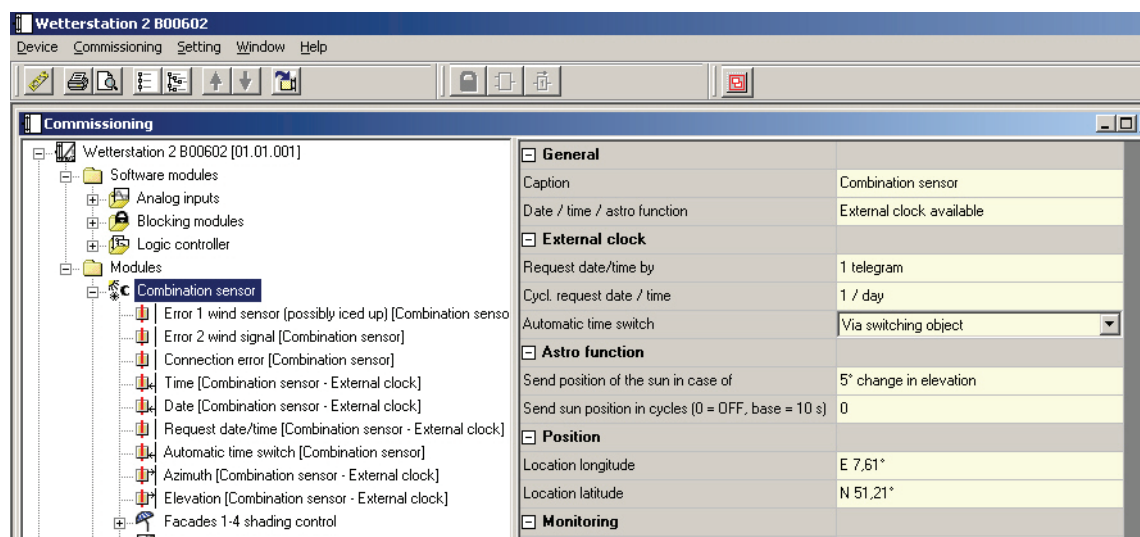 Wetterstation 2 B00602
Device Commissioning Setting Window Help
Commissioning
Wetterstation 2 B00602 [01.01.001]
Software modules
Analog inputs
Blocking modules
Logic controller
Modules
C Combination sensor
Error 1 wind sensor (possibly iced up) [Combination senso
Error 2 wind signal [Combination sensor]
Connection error [Combination sensor]
Time [Combination sensor - External clock]
Date [Combination sensor - External clock]
Request date/time [Combination sensor - External clock]
Automatic time switch [Combination sensor]
Azimuth [Combination sensor - External clock]
Elevation [Combination sensor - External clock]
Facades 1-4 shading control
General
Caption Combination sensor
Date / time / astro function External clock available
External clock
Request date/time by 1 telegram
Cycl. request date / time 1 / day
Automatic time switch Via switching object
Astro function
Send position of the sun in case of 5° change in elevation
Send sun position in cycles (0 = OFF, base = 10 s) 0
Position
Location longitude E 7,61°
Location latitude N 51,21°
Monitoring